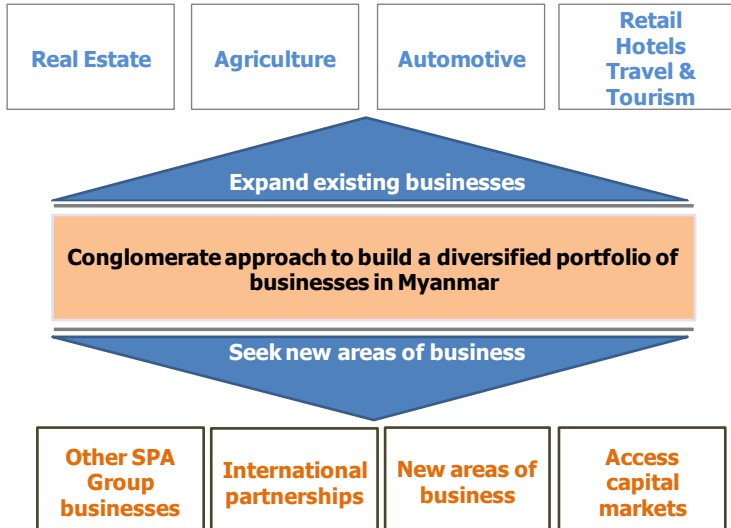 Real Estate
Agriculture
Automotive
Retail
Hotels
Travel &
Tourism
Expand existing businesses
Conglomerate approach to build a diversified portfolio of
businesses in Myanmar
Seek new areas of business
Other SPA
Group
businesses
International
partnerships
New areas of
business
Access
capital
markets